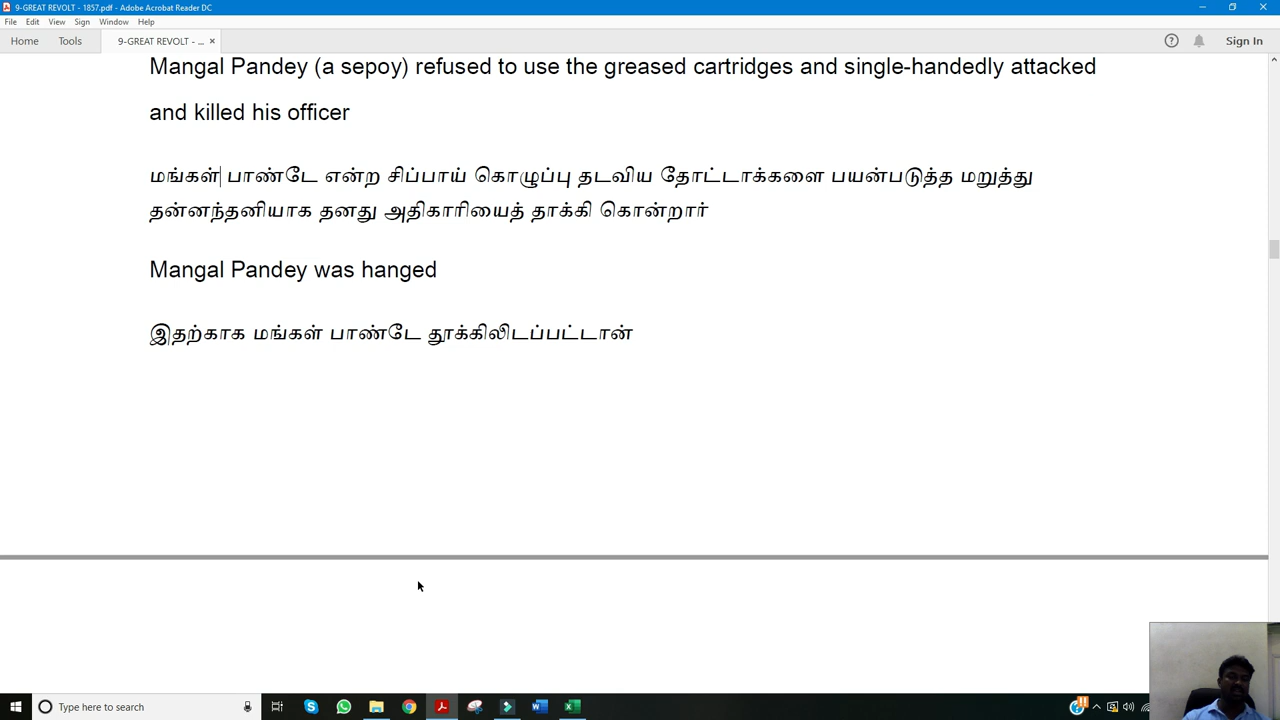 9-GREAT REVOLT - 1857.pdf - Adobe Acrobat Reader DC
File Edit View Sign Window Help
Home Tools 9-GREAT REVOLT - ... × Sign In
Mangal Pandey (a sepoy) refused to use the greased cartridges and single-handedly attacked
and killed his officer
மங்கள் பாண்டே என்ற சிப்பாய் கொழுப்பு தடவிய தோட்டாக்களை பயன்படுத்த மறுத்து
தன்னந்தனியாக தனது அதிகாரியைத் தாக்கி கொன்றார்
Mangal Pandey was hanged
இதற்காக மங்கள் பாண்டே தூக்கிலிடப்பட்டான்
Type here to search